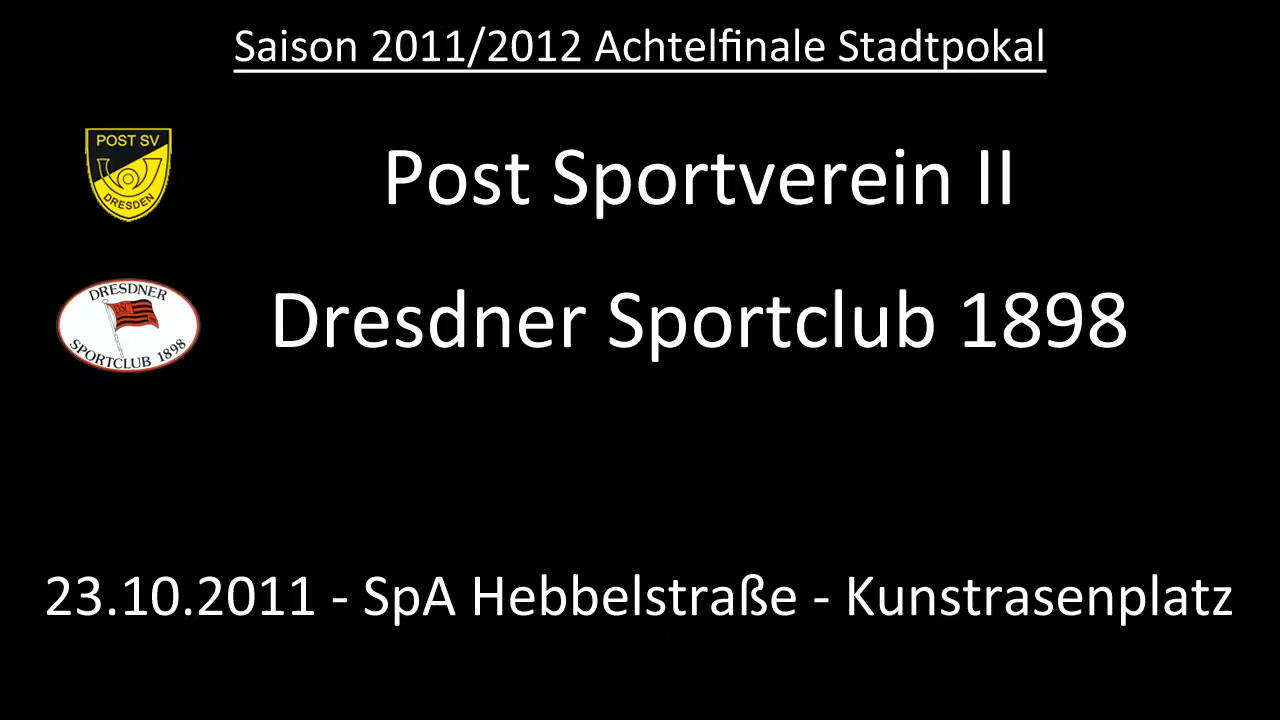 Saison 2011/2012 Achtelfinale Stadtpokal
POST SV
DRESDEN
Post Sportverein II
DRESDNER
SPORTCLUB 1898
Dresdner Sportclub 1898
23.10.2011 - SpA Hebbelstraße - Kunstrasenplatz